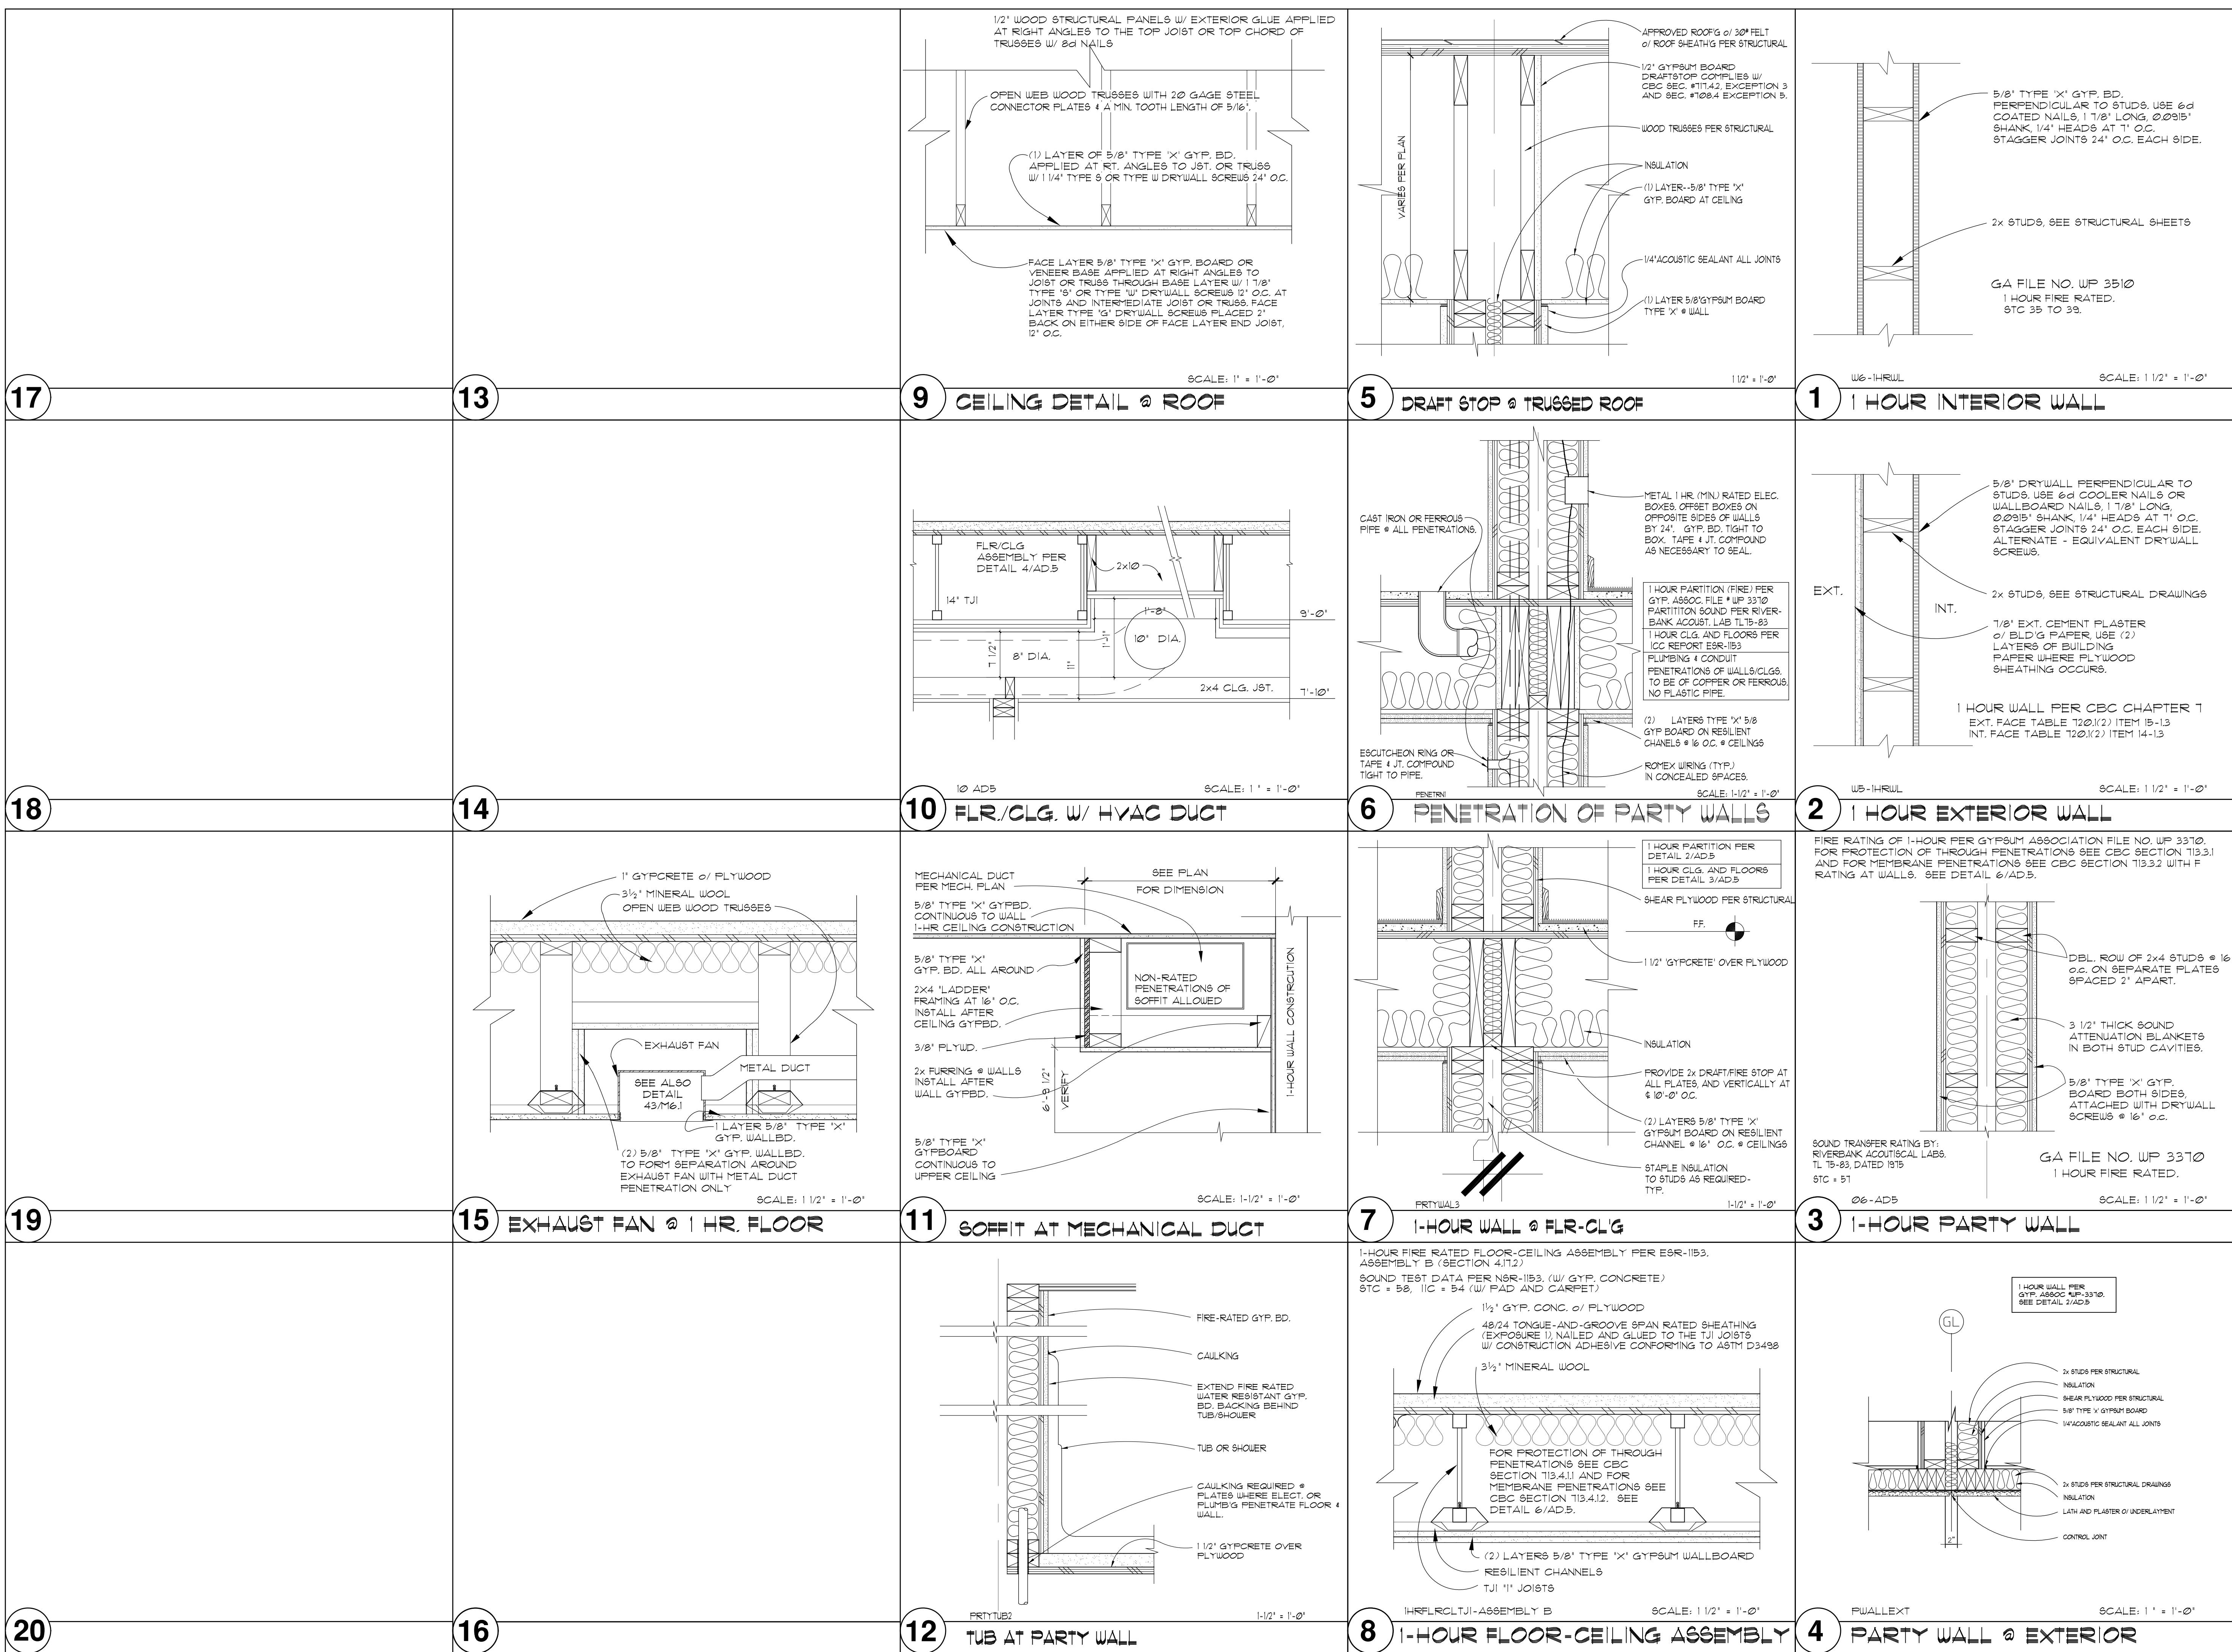 17
13
1/2" WOOD STRUCTURAL PANELS W/ EXTERIOR GLUE APPLIED
AT RIGHT ANGLES TO THE TOP JOIST OR TOP CHORD OF
TRUSSES W/ 8d NAILS
OPEN WEB WOOD TRUSSES WITH 20 GAGE STEEL
CONNECTOR PLATES & A MIN. TOOTH LENGTH OF 5/16".
(1) LAYER OF 5/8" TYPE 'X' GYP. BD.
APPLIED AT RT. ANGLES TO JST. OR TRUSS
W/ 1 1/4" TYPE S OR TYPE W DRYWALL SCREWS 24" O.C.
FACE LAYER 5/8" TYPE "X" GYP. BOARD OR
VENEER BASE APPLIED AT RIGHT ANGLES TO
JOIST OR TRUSS THROUGH BASE LAYER W/ 1 7/8"
TYPE "S" OR TYPE "W" DRYWALL SCREWS 12" O.C. AT
JOINTS AND INTERMEDIATE JOIST OR TRUSS. FACE
LAYER TYPE "G" DRYWALL SCREWS PLACED 2"
BACK ON EITHER SIDE OF FACE LAYER END JOIST,
12" O.C.
SCALE: 1" = 1'-0"
9 CEILING DETAIL @ ROOF
APPROVED ROOF'G o/ 30# FELT
o/ ROOF SHEATH'G PER STRUCTURAL
1/2" GYPSUM BOARD
DRAFTSTOP COMPLIES W/
CBC SEC. #717.4.2, EXCEPTION 3
AND SEC. #708.4 EXCEPTION 5.
WOOD TRUSSES PER STRUCTURAL
VARIES PER PLAN
INSULATION
(1) LAYER--5/8" TYPE "X"
GYP. BOARD AT CEILING
1/4"ACOUSTIC SEALANT ALL JOINTS
(1) LAYER 5/8"GYPSUM BOARD
TYPE 'X' @ WALL
1 1/2" = 1'-0"
5 DRAFT STOP @ TRUSSED ROOF
5/8" TYPE 'X' GYP. BD.
PERPENDICULAR TO STUDS. USE 6d
COATED NAILS, 1 7/8" LONG, 0.0915"
SHANK, 1/4" HEADS AT 7" O.C.
STAGGER JOINTS 24" O.C. EACH SIDE.
2x STUDS, SEE STRUCTURAL SHEETS
GA FILE NO. WP 3510
1 HOUR FIRE RATED.
STC 35 TO 39.
W6-1HRWL
SCALE: 1 1/2" = 1'-0"
1 1 HOUR INTERIOR WALL
18
14
FLR/CLG
ASSEMBLY PER
DETAIL 4/AD.5
2x10
14" TJI
1'-8"
9'-0"
10" DIA.
1'-11"
7 1/2"
8" DIA.
11"
2x4 CLG. JST.
7'-10"
10 AD5
SCALE: 1 " = 1'-0"
10 FLR./CLG. W/ HVAC DUCT
CAST IRON OR FERROUS
PIPE @ ALL PENETRATIONS.
METAL 1 HR. (MIN.) RATED ELEC.
BOXES. OFFSET BOXES ON
OPPOSITE SIDES OF WALLS
BY 24". GYP. BD. TIGHT TO
BOX. TAPE & JT. COMPOUND
AS NECESSARY TO SEAL.
1 HOUR PARTITION (FIRE) PER
GYP. ASSOC. FILE # WP 3370
PARTITITON SOUND PER RIVER-
BANK ACOUST. LAB TL75-83
1 HOUR CLG. AND FLOORS PER
ICC REPORT ESR-1153
PLUMBING & CONDUIT
PENETRATIONS OF WALLS/CLGS.
TO BE OF COPPER OR FERROUS.
NO PLASTIC PIPE.
(2) LAYERS TYPE "X" 5/8
GYP BOARD ON RESILIENT
CHANELS @ 16 O.C. @ CEILINGS
ESCUTCHEON RING OR
TAPE & JT. COMPOUND
TIGHT TO PIPE.
ROMEX WIRING (TYP.)
IN CONCEALED SPACES.
PENETRN1
SCALE: 1-1/2" = 1'-0"
6 PENETRATION OF PARTY WALLS
5/8" DRYWALL PERPENDICULAR TO
STUDS. USE 6d COOLER NAILS OR
WALLBOARD NAILS, 1 7/8" LONG,
0.0915" SHANK, 1/4" HEADS AT 7" O.C.
STAGGER JOINTS 24" O.C. EACH SIDE.
ALTERNATE - EQUIVALENT DRYWALL
SCREWS.
EXT.
INT.
2x STUDS, SEE STRUCTURAL DRAWINGS
7/8" EXT. CEMENT PLASTER
o/ BLD'G PAPER, USE (2)
LAYERS OF BUILDING
PAPER WHERE PLYWOOD
SHEATHING OCCURS.
1 HOUR WALL PER CBC CHAPTER 7
EXT. FACE TABLE 720.1(2) ITEM 15-1.3
INT. FACE TABLE 720.1(2) ITEM 14-1.3
W5-1HRWL
SCALE: 1 1/2" = 1'-0"
2 1 HOUR EXTERIOR WALL
19
1" GYPCRETE o/ PLYWOOD
3½" MINERAL WOOL
OPEN WEB WOOD TRUSSES
EXHAUST FAN
METAL DUCT
SEE ALSO
DETAIL
43/M6.1
1 LAYER 5/8" TYPE "X"
GYP. WALLBD.
(2) 5/8" TYPE "X" GYP. WALLBD.
TO FORM SEPARATION AROUND
EXHAUST FAN WITH METAL DUCT
PENETRATION ONLY
SCALE: 1 1/2" = 1'-0"
15 EXHAUST FAN @ 1 HR. FLOOR
MECHANICAL DUCT
PER MECH. PLAN
SEE PLAN
FOR DIMENSION
5/8" TYPE "X" GYPBD.
CONTINUOUS TO WALL
1-HR CEILING CONSTRUCTION
5/8" TYPE "X"
GYP. BD. ALL AROUND
NON-RATED
PENETRATIONS OF
SOFFIT ALLOWED
2X4 "LADDER"
FRAMING AT 16" O.C.
INSTALL AFTER
CEILING GYPBD.
3/8" PLYWD.
2x FURRING @ WALLS
INSTALL AFTER
WALL GYPBD.
6'-9 1/2"
VERIFY
1-HOUR WALL CONSTRCUTION
5/8" TYPE "X"
GYPBOARD
CONTINUOUS TO
UPPER CEILING
SCALE: 1-1/2" = 1'-0"
11 SOFFIT AT MECHANICAL DUCT
1 HOUR PARTITION PER
DETAIL 2/AD.5
1 HOUR CLG. AND FLOORS
PER DETAIL 3/AD.5
SHEAR PLYWOOD PER STRUCTURAL
F.F.
1 1/2" 'GYPCRETE' OVER PLYWOOD
INSULATION
PROVIDE 2x DRAFT/FIRE STOP AT
ALL PLATES, AND VERTICALLY AT
10'-0" O.C.
(2) LAYERS 5/8" TYPE 'X'
GYPSUM BOARD ON RESILIENT
CHANNEL @ 16" O.C. @ CEILINGS
STAPLE INSULATION
TO STUDS AS REQUIRED-
TYP.
PRTYWAL3
1-1/2" = 1'-0"
7 1-HOUR WALL @ FLR-CL'G
FIRE RATING OF 1-HOUR PER GYPSUM ASSOCIATION FILE NO. WP 3370.
FOR PROTECTION OF THROUGH PENETRATIONS SEE CBC SECTION 713.3.1
AND FOR MEMBRANE PENETRATIONS SEE CBC SECTION 713.3.2 WITH F
RATING AT WALLS. SEE DETAIL 6/AD.5.
DBL. ROW OF 2x4 STUDS @ 16
o.c. ON SEPARATE PLATES
SPACED 2" APART.
3 1/2" THICK SOUND
ATTENUATION BLANKETS
IN BOTH STUD CAVITIES.
5/8" TYPE 'X' GYP.
BOARD BOTH SIDES,
ATTACHED WITH DRYWALL
SCREWS @ 16" o.c.
SOUND TRANSFER RATING BY:
RIVERBANK ACOUTISCAL LABS.
TL 75-83, DATED 1975
STC = 57
GA FILE NO. WP 3370
1 HOUR FIRE RATED.
06-AD5
SCALE: 1 1/2" = 1'-0"
3 1-HOUR PARTY WALL
20
16
FIRE-RATED GYP. BD.
CAULKING
EXTEND FIRE RATED
WATER RESISTANT GYP.
BD. BACKING BEHIND
TUB/SHOWER
TUB OR SHOWER
CAULKING REQUIRED @
PLATES WHERE ELECT. OR
PLUMB'G PENETRATE FLOOR &
WALL.
1 1/2" GYPCRETE OVER
PLYWOOD
PRTYTUB2
1-1/2" = 1'-0"
12 TUB AT PARTY WALL
1-HOUR FIRE RATED FLOOR-CEILING ASSEMBLY PER ESR-1153,
ASSEMBLY B (SECTION 4.17.2)
SOUND TEST DATA PER NSR-1153. (W/ GYP. CONCRETE)
STC = 58, IIC = 54 (W/ PAD AND CARPET)
1½" GYP. CONC. o/ PLYWOOD
48/24 TONGUE-AND-GROOVE SPAN RATED SHEATHING
(EXPOSURE 1), NAILED AND GLUED TO THE TJI JOISTS
W/ CONSTRUCTION ADHESIVE CONFORMING TO ASTM D3498
3½" MINERAL WOOL
FOR PROTECTION OF THROUGH
PENETRATIONS SEE CBC
SECTION 713.4.1.1 AND FOR
MEMBRANE PENETRATIONS SEE
CBC SECTION 713.4.1.2. SEE
DETAIL 6/AD.5.
(2) LAYERS 5/8" TYPE "X" GYPSUM WALLBOARD
RESILIENT CHANNELS
TJI "I" JOISTS
1HRFLRCLTJI-ASSEMBLY B
SCALE: 1 1/2" = 1'-0"
8 1-HOUR FLOOR-CEILING ASSEMBLY
1 HOUR WALL PER
GYP. ASSOC #WP-3370.
SEE DETAIL 2/AD.5
GL
2x STUDS PER STRUCTURAL
INSULATION
SHEAR PLYWOOD PER STRUCTURAL
5/8" TYPE 'x' GYPSUM BOARD
1/4"ACOUSTIC SEALANT ALL JOINTS
2x STUDS PER STRUCTURAL DRAWINGS
INSULATION
LATH AND PLASTER O/ UNDERLAYMENT
CONTROL JOINT
2"
PWALLEXT
SCALE: 1 " = 1'-0"
4 PARTY WALL @ EXTERIOR